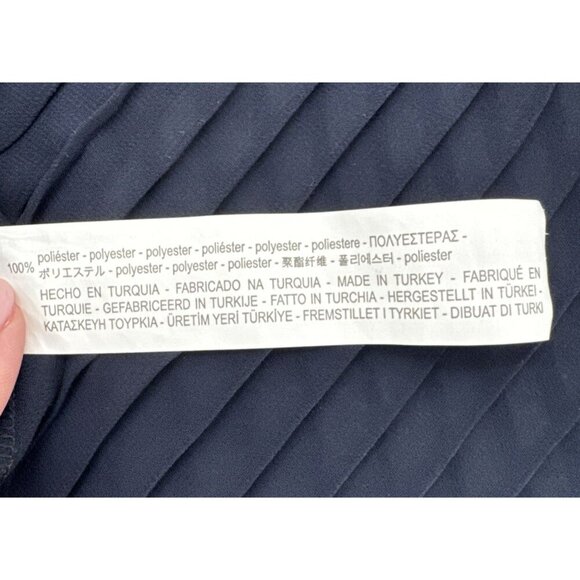 100% poliéster - polyester - polyester - poliéster - polyester - poliestere - ΠΟΛΥΕΣΤΕΡΑΣ -
ポリエステル - polyester - polyester - poliester - 聚酯纤维 - 폴리에스터 - poliester
HECHO EN TURQUIA - FABRICADO NA TURQUIA - MADE IN TURKEY - FABRIQUÉ EN
TURQUIE - GEFABRICEERD IN TURKIJE - FATTO IN TURCHIA - HERGESTELLT IN TÜRKEI -
ΚΑΤΑΣΚΕΥΗ ΤΟΥΡΚΙΑ - ÜRETİM YERİ TÜRKİYE - FREMSTILLET I TYRKIET - DIBUAT DI TURKI